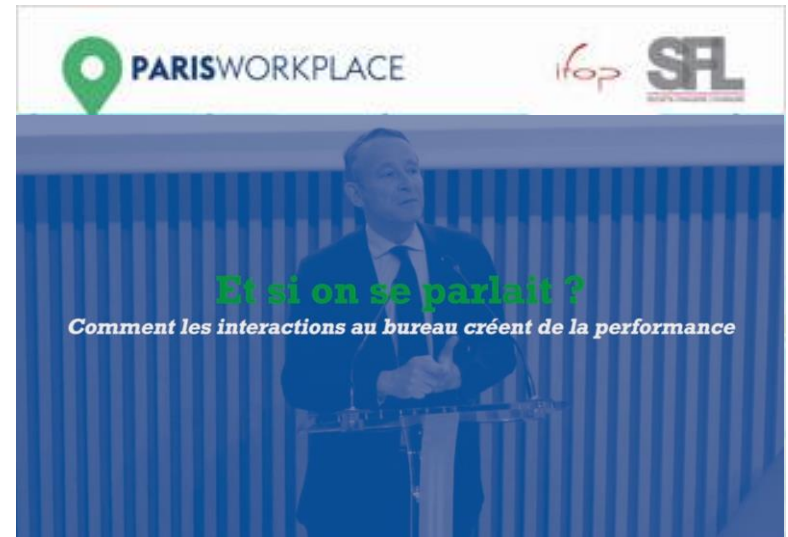 PARISWORKPLACE
ifop
SFL
Et si on se parlait ?
Comment les interactions au bureau créent de la performance